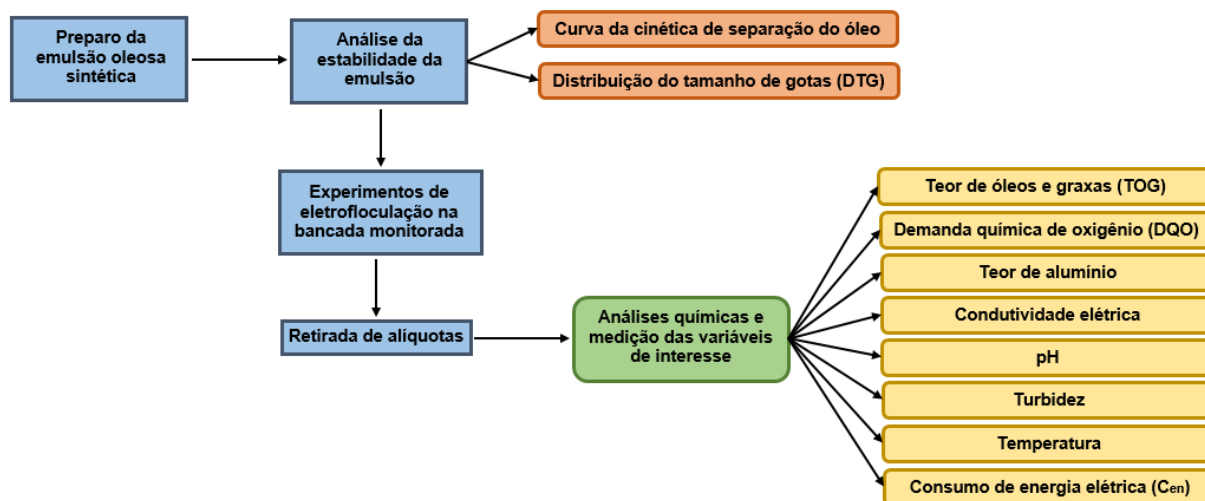 Preparo da
emulsão oleosa
sintética
Análise da
estabilidade da
emulsão
Curva da cinética de separação do óleo
Distribuição do tamanho de gotas (DTG)
Experimentos de
eletrofloculação na
bancada monitorada
Retirada de alíquotas
Análises químicas e
medição das variáveis
de interesse
Teor de óleos e graxas (TOG)
Demanda química de oxigênio (DQO)
Teor de alumínio
Condutividade elétrica
pH
Turbidez
Temperatura
Consumo de energia elétrica (Cen)